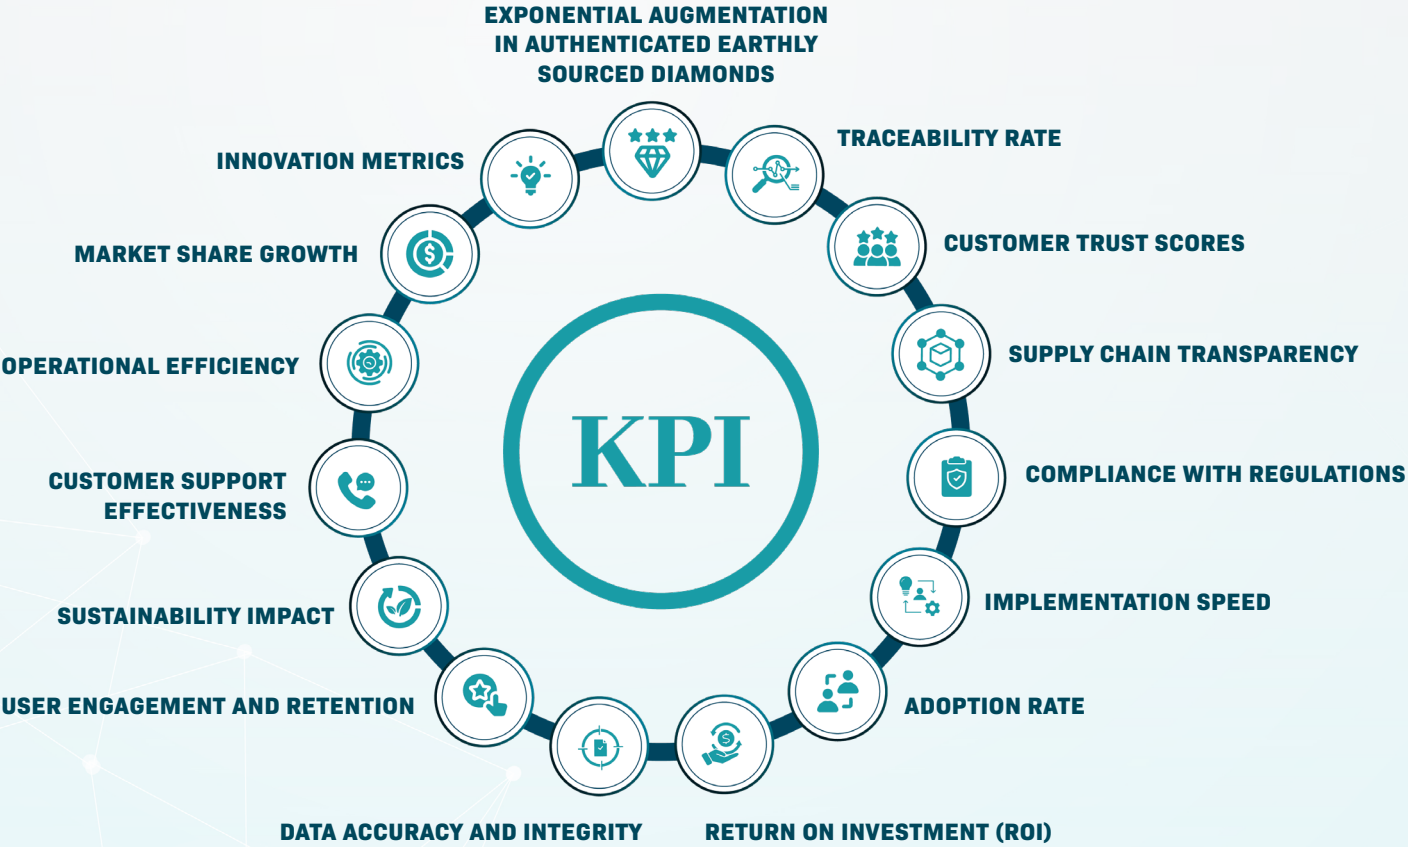 EXPONENTIAL AUGMENTATION
IN AUTHENTICATED EARTHLY
SOURCED DIAMONDS
TRACEABILITY RATE
CUSTOMER TRUST SCORES
SUPPLY CHAIN TRANSPARENCY
COMPLIANCE WITH REGULATIONS
IMPLEMENTATION SPEED
ADOPTION RATE
RETURN ON INVESTMENT (ROI)
DATA ACCURACY AND INTEGRITY
USER ENGAGEMENT AND RETENTION
SUSTAINABILITY IMPACT
CUSTOMER SUPPORT
EFFECTIVENESS
OPERATIONAL EFFICIENCY
MARKET SHARE GROWTH
INNOVATION METRICS
KPI